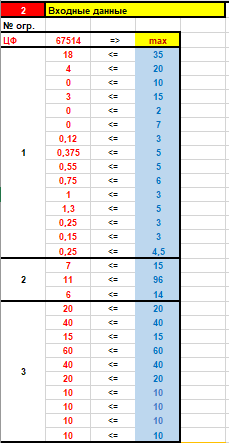 2 Входные данные
№ огр.
ЦФ 67514 => max
18 <= 35
4 <= 20
0 <= 10
3 <= 15
0 <= 2
0 <= 7
0,12 <= 3
0,375 <= 5
1 0,55 <= 5
0,75 <= 6
1 <= 3
1,3 <= 5
0,25 <= 3
0,15 <= 3
0,25 <= 4,5
7 <= 15
2 11 <= 96
6 <= 14
20 <= 20
40 <= 40
15 <= 15
60 <= 60
3 40 <= 40
20 <= 20
10 <= 10
10 <= 10
10 <= 10
10 <= 10